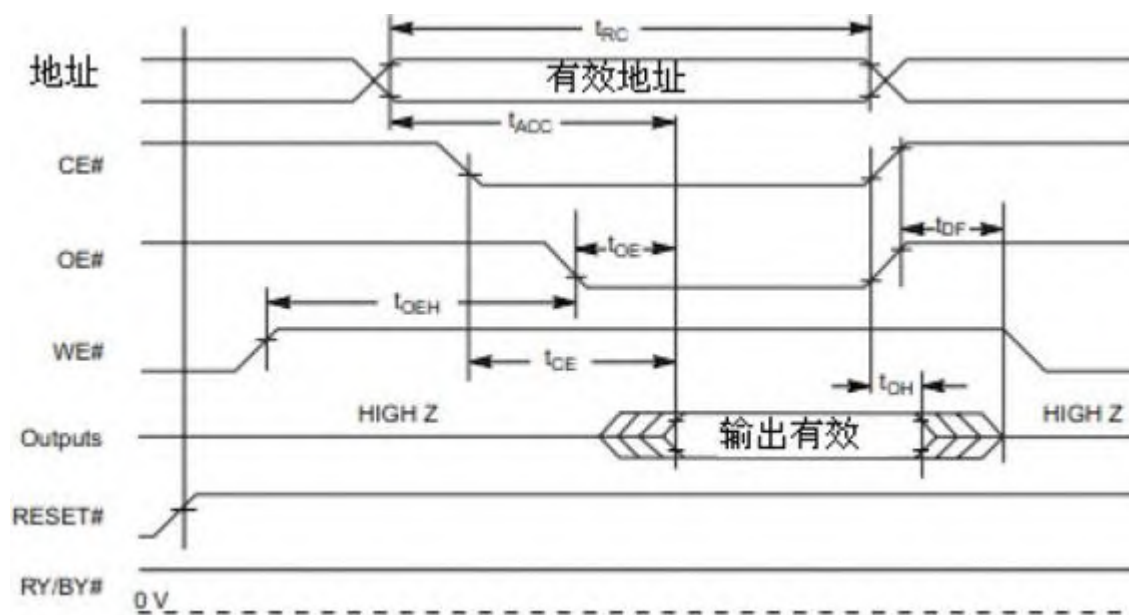 tRC
地址
有效地址
tACC
CE#
tDF
OE#
tOE
tOEH
WE#
tCE
tOH
HIGH Z
HIGH Z
Outputs
输出有效
RESET#
RY/BY#
0 V